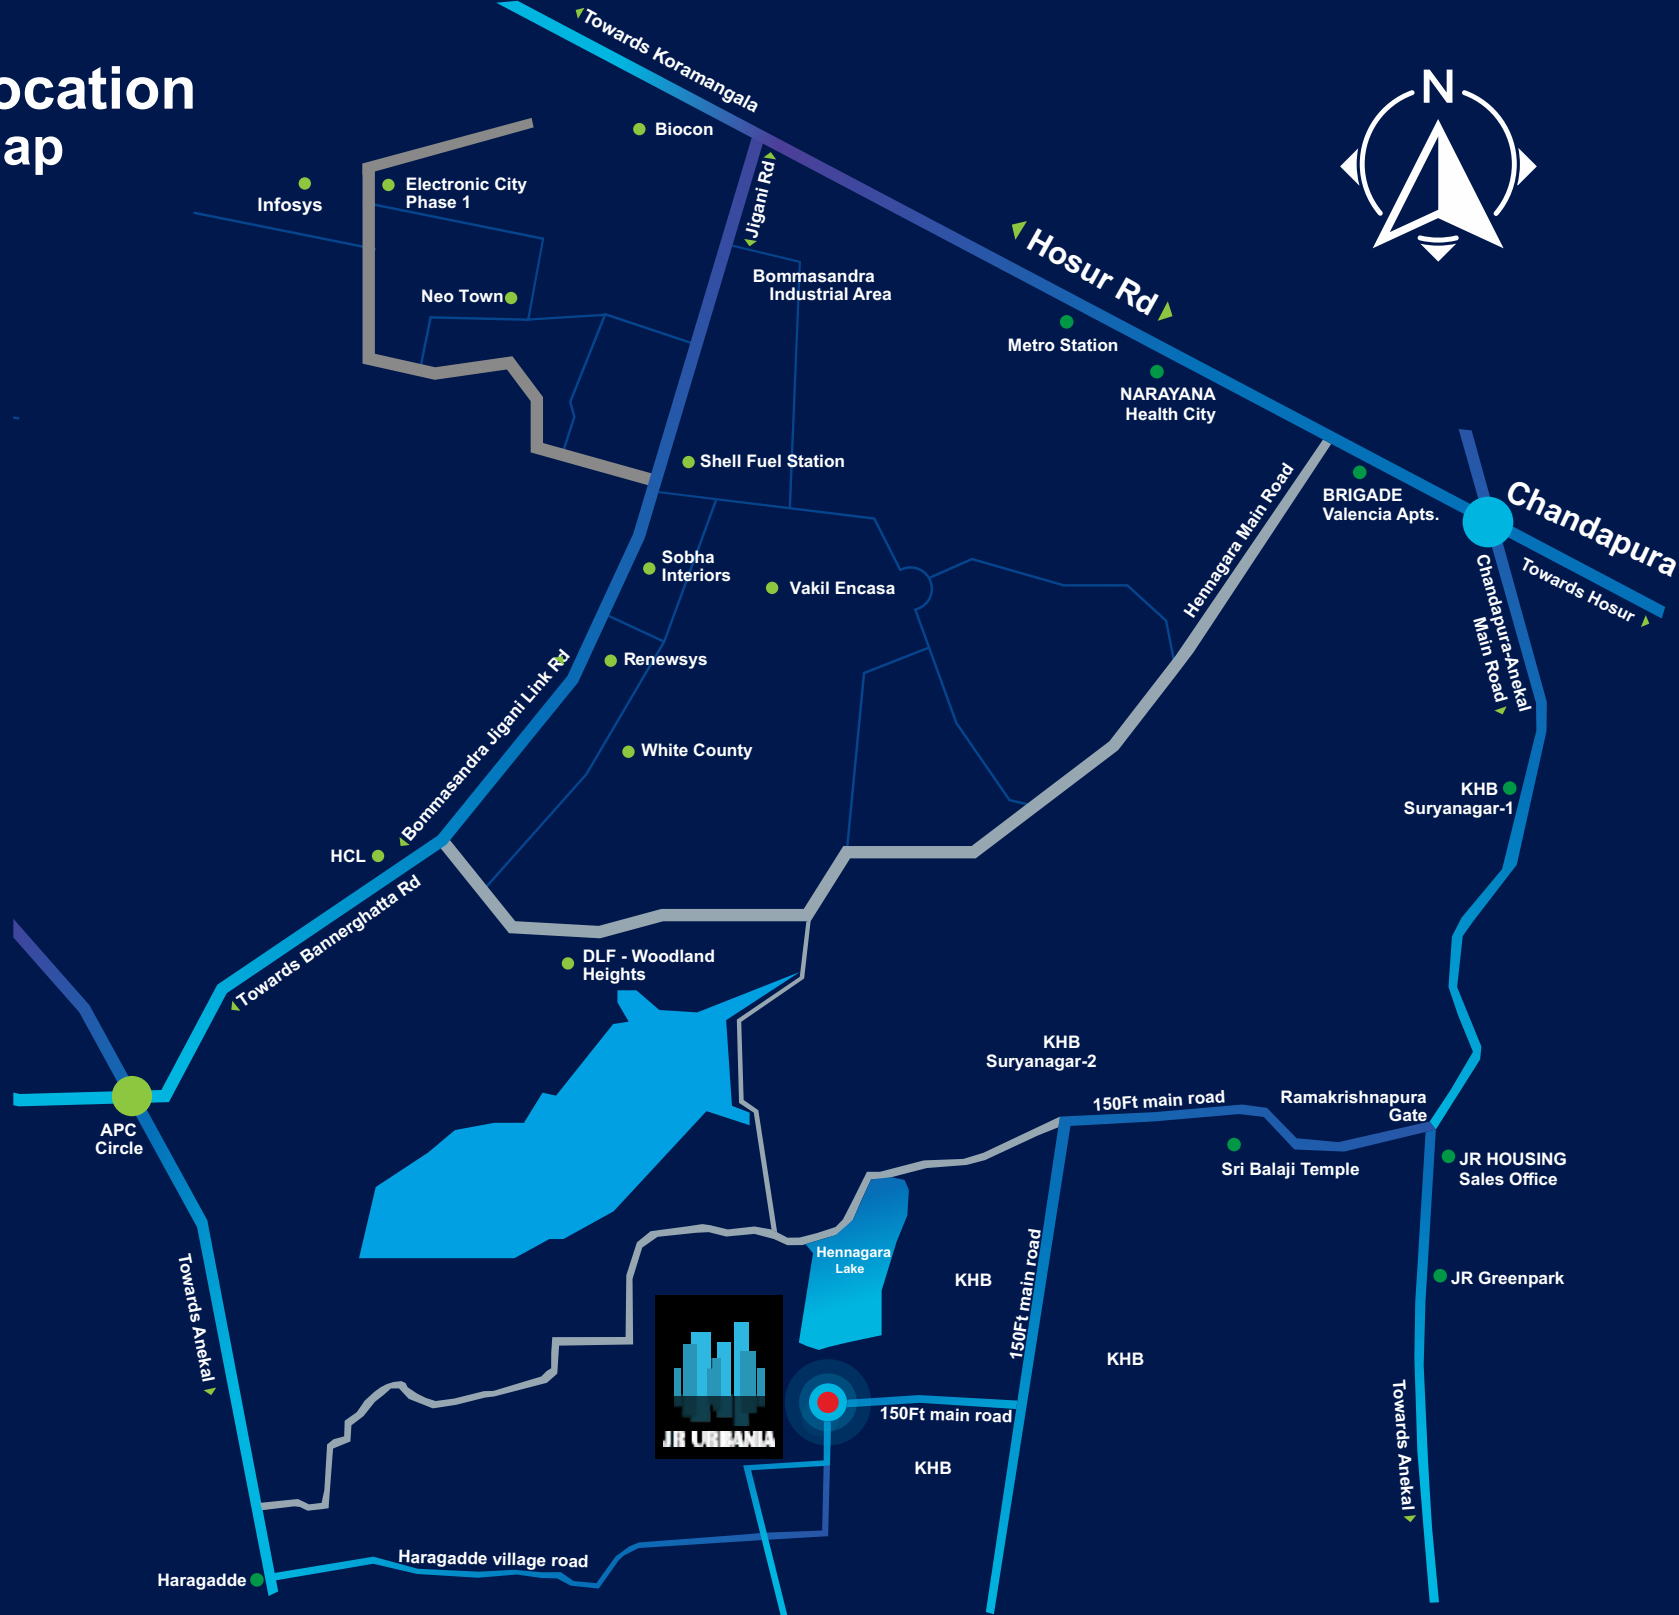 ocation
ap
N
Towards Koramangala
Biocon
Electronic City
Phase 1
Infosys
Jigani Rd
Hosur Rd
Bommasandra
Industrial Area
Neo Town
Metro Station
NARAYANA
Health City
Shell Fuel Station
Hennagara Main Road
BRIGADE
Valencia Apts.
Chandapura
Towards Hosur
Chandapura-Anekal
Main Road
Sobha
Interiors
Vakil Encasa
Renewsys
Bommasandra Jigani Link Rd
White County
KHB
Suryanagar-1
HCL
Towards Bannerghatta Rd
DLF - Woodland
Heights
KHB
Suryanagar-2
150Ft main road
Ramakrishnapura
Gate
APC
Circle
Sri Balaji Temple
JR HOUSING
Sales Office
Towards Anekal
Hennagara
Lake
KHB
150Ft main road
JR Greenpark
KHB
JR URBANIA
150Ft main road
Towards Anekal
KHB
Haragadde village road
Haragadde